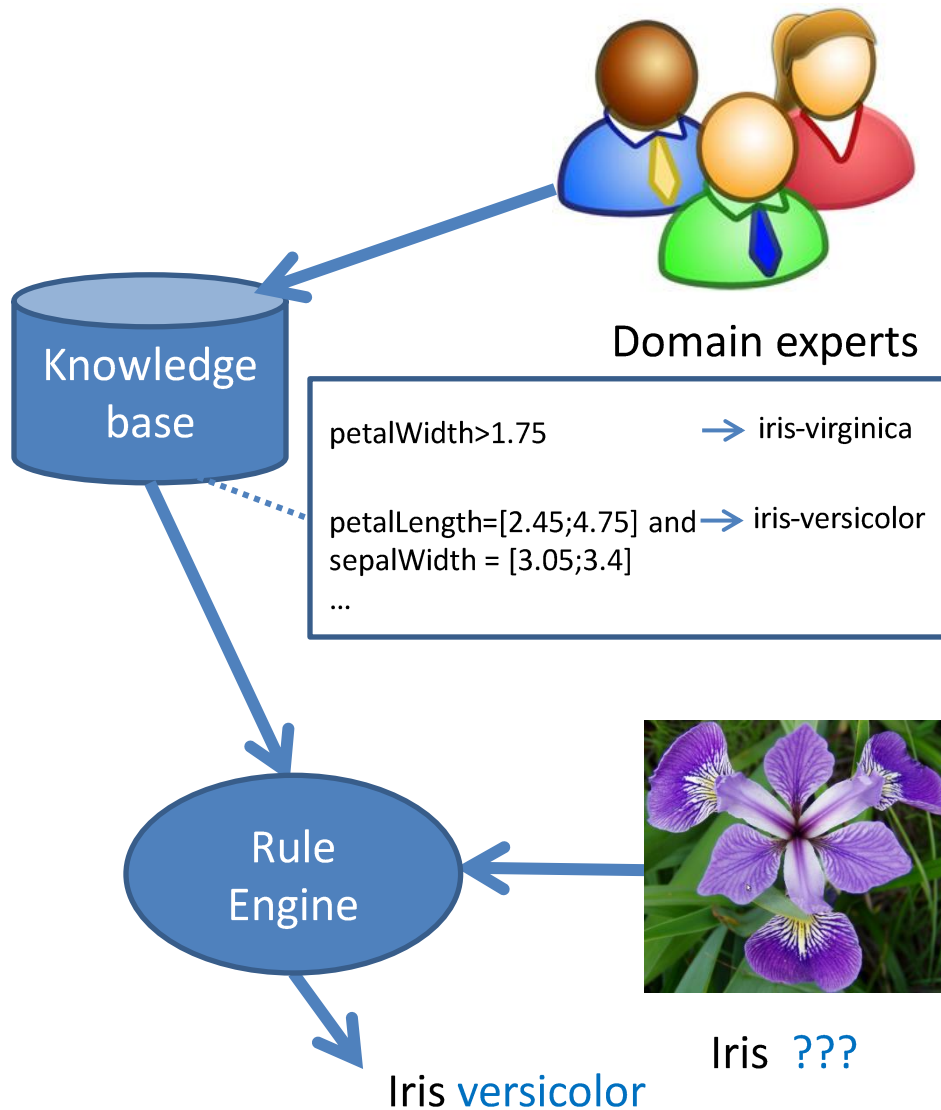 Domain experts
Knowledge
base
petalWidth>1.75 iris-virginica
petalLength=[2.45;4.75] and iris-versicolor
sepalWidth = [3.05;3.4]
...
Rule
Engine
Iris ???
Iris versicolor